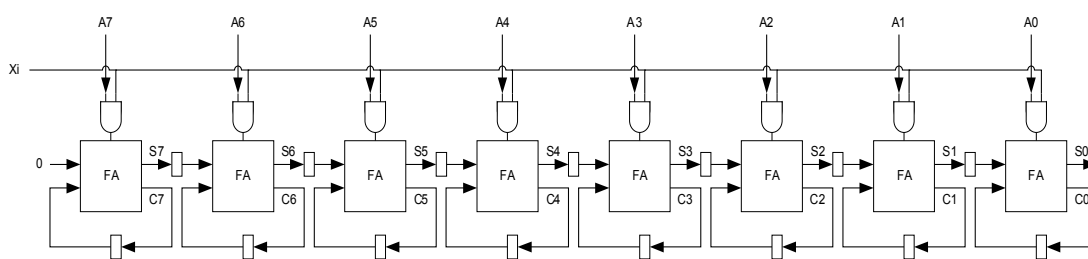 A7 A6 A5 A4 A3 A2 A1 A0
Xi
S7 S6 S5 S4 S3 S2 S1 S0
0
FA FA FA FA FA FA FA FA
C7 C6 C5 C4 C3 C2 C1 C0